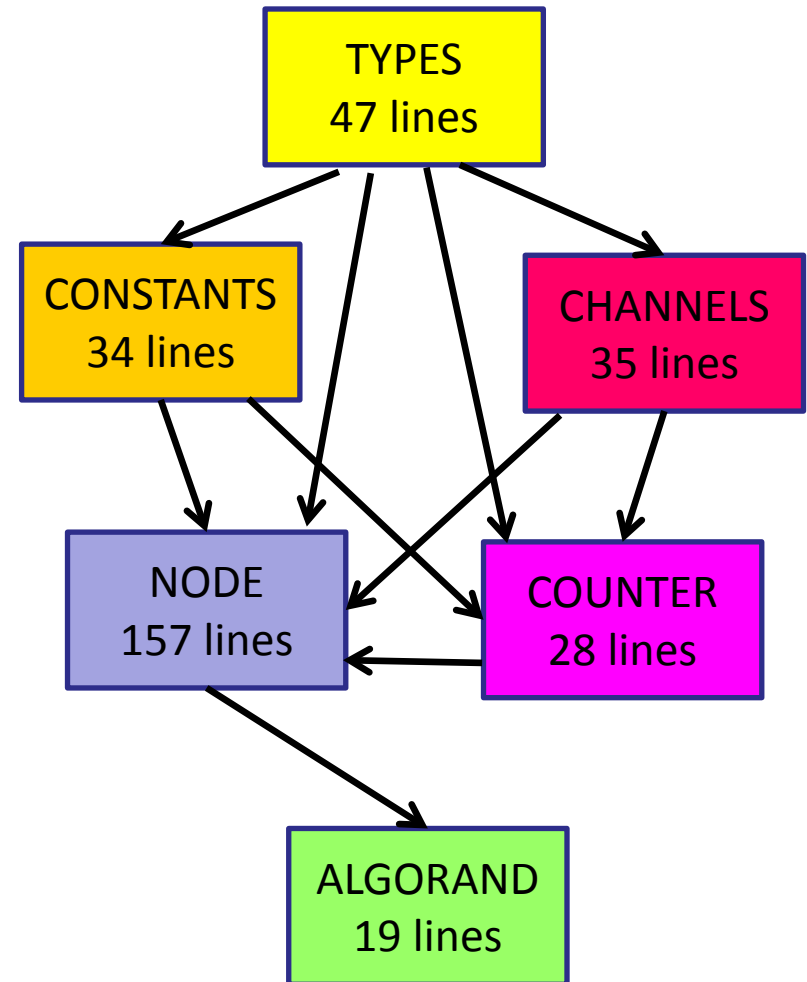 TYPES
47 lines
CONSTANTS
34 lines
CHANNELS
35 lines
NODE
157 lines
COUNTER
28 lines
ALGORAND
19 lines